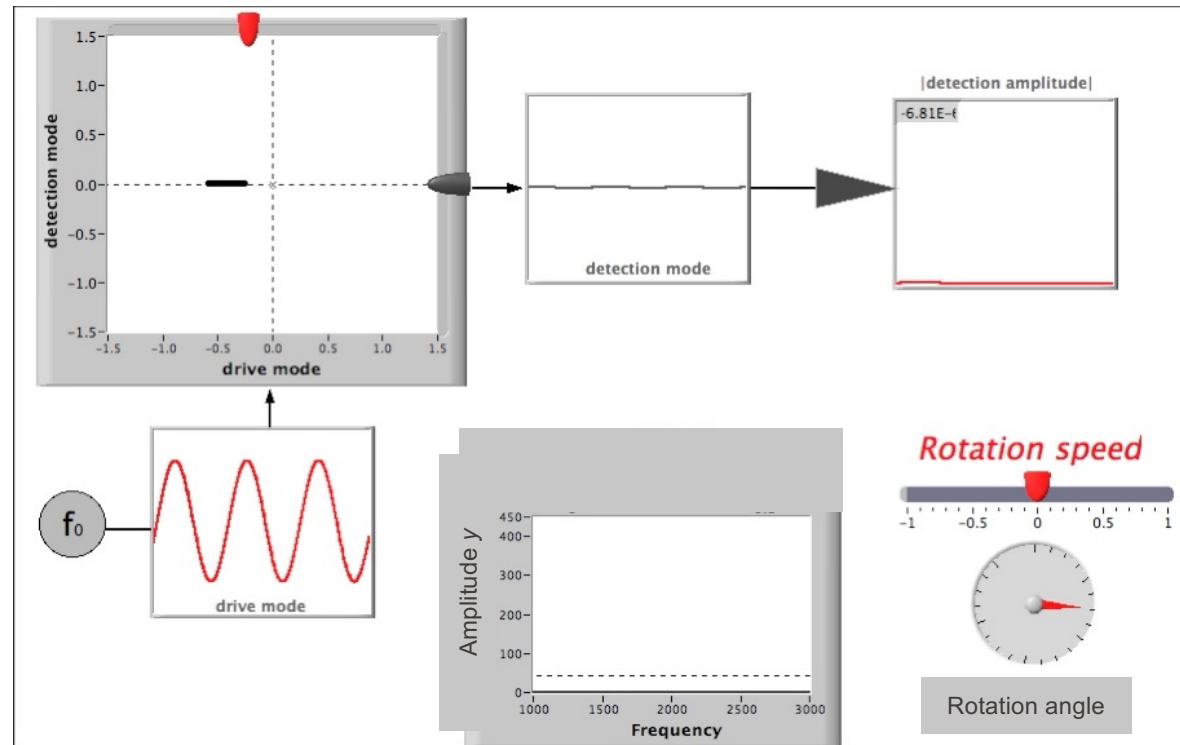 1.5
1.0
0.5
0.0
-0.5
-1.0
-1.5
detection mode
-1.5
-1.0
-0.5
0.0
0.5
1.0
1.5
drive mode
detection mode
|detection amplitude|
-6.81E-6
f0
drive mode
450
400
300
200
100
0
Amplitude y
1000
1500
2000
2500
3000
Frequency
Rotation speed
-1
-0.5
0
0.5
1
Rotation angle